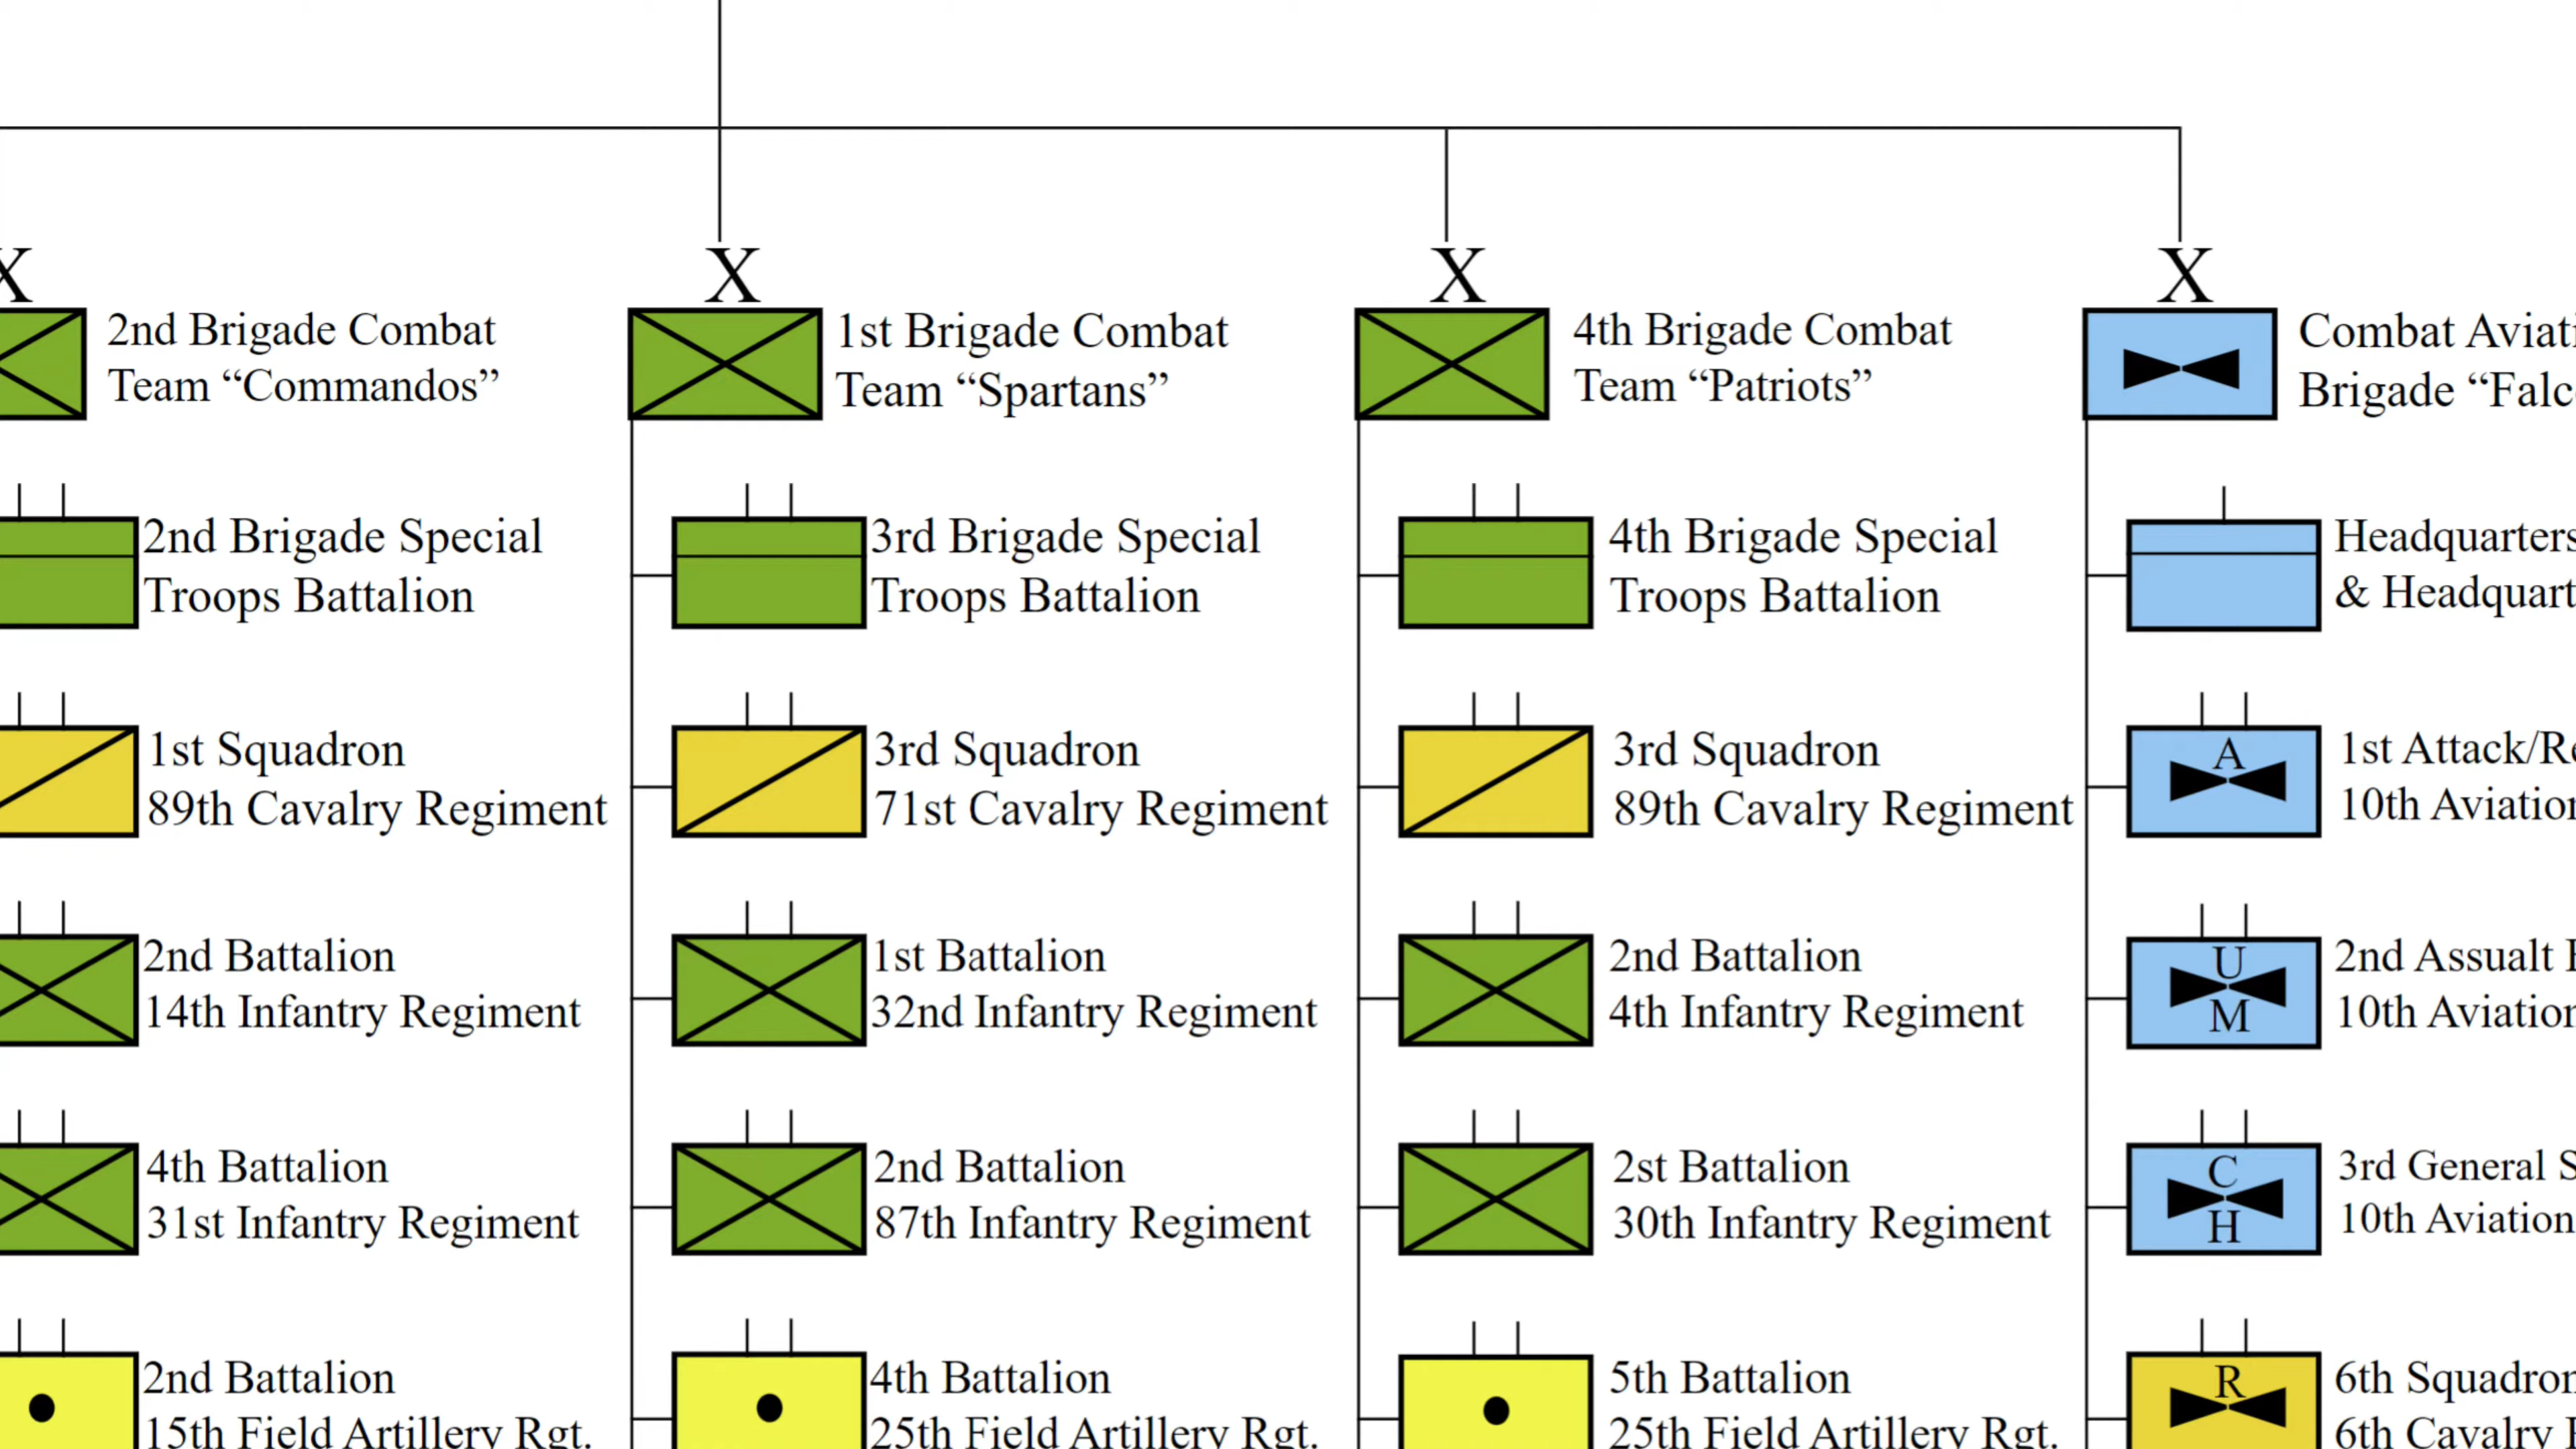 X
2nd Brigade Combat
Team “Commandos”
2nd Brigade Special
Troops Battalion
1st Squadron
89th Cavalry Regiment
2nd Battalion
14th Infantry Regiment
4th Battalion
31st Infantry Regiment
2nd Battalion
15th Field Artillery Rgt.
X
1st Brigade Combat
Team “Spartans”
3rd Brigade Special
Troops Battalion
3rd Squadron
71st Cavalry Regiment
1st Battalion
32nd Infantry Regiment
2nd Battalion
87th Infantry Regiment
4th Battalion
25th Field Artillery Rgt.
X
4th Brigade Combat
Team “Patriots”
4th Brigade Special
Troops Battalion
3rd Squadron
89th Cavalry Regiment
2nd Battalion
4th Infantry Regiment
2st Battalion
30th Infantry Regiment
5th Battalion
25th Field Artillery Rgt.
X
Combat Aviati
Brigade “Falc
Headquarters
& Headquart
A
1st Attack/Re
10th Aviation
U
M
2nd Assualt
10th Aviation
C
H
3rd General S
10th Aviation
R
6th Squadron
6th Cavalry